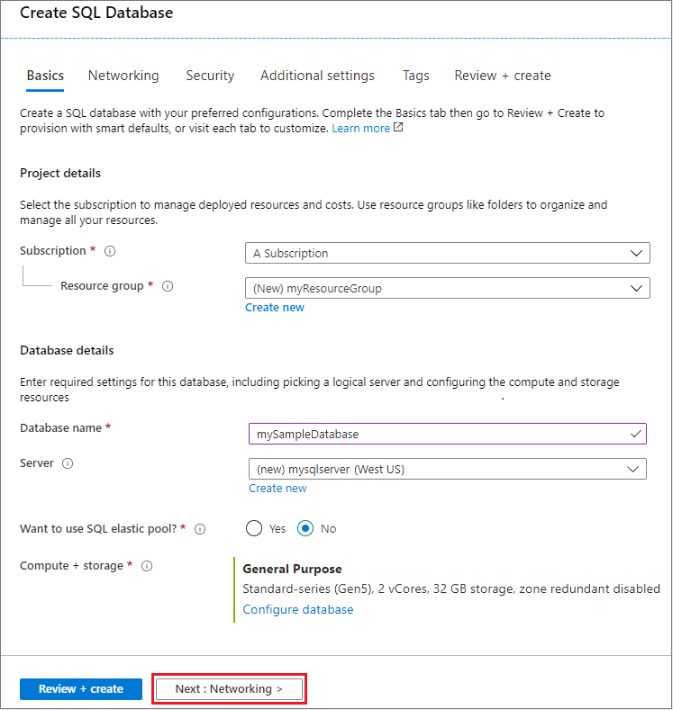 Create SQL Database
Basics Networking Security Additional settings Tags Review + create
Create a SQL database with your preferred configurations. Complete the Basics tab then go to Review + Create to
provision with smart defaults, or visit each tab to customize. Learn more
Project details
Select the subscription to manage deployed resources and costs. Use resource groups like folders to organize and
manage all your resources.
Subscription * A Subscription
Resource group * (New) myResourceGroup
Create new
Database details
Enter required settings for this database, including picking a logical server and configuring the compute and storage
resources
Database name * mySampleDatabase
Server (new) mysqlserver (West US)
Create new
Want to use SQL elastic pool? * Yes No
Compute + storage * General Purpose
Standard-series (Gen5), 2 vCores, 32 GB storage, zone redundant disabled
Configure database
Review + create Next : Networking >